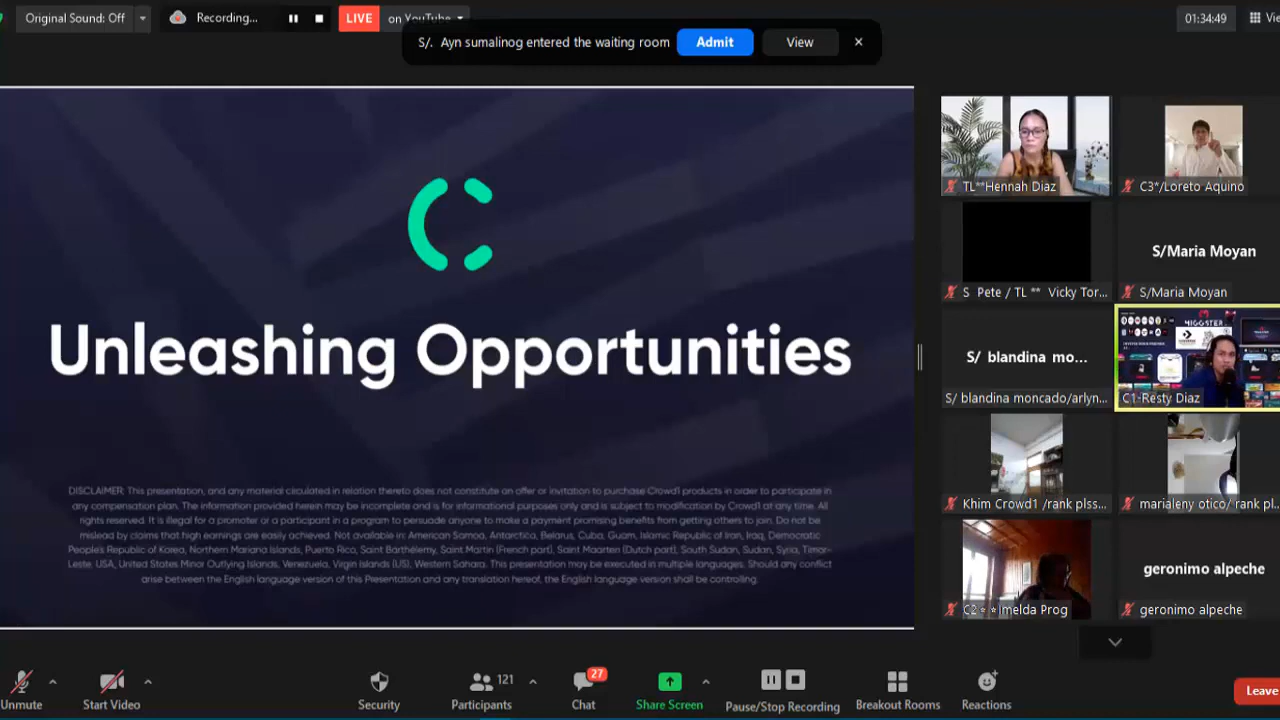 Original Sound: Off
Recording...
LIVE
on YouTube
S/. Ayn sumalinog entered the waiting room
Admit
View
01:34:49
Vie
Unleashing Opportunities
DISCLAIMER: This presentation, and any material circulated in relation thereto does not constitute an offer or invitation to purchase Crowd1 products in order to participate in
any compensation plan. The information provided herein may be incomplete and is for informational purposes only and is subject to modification by Crowd1 at any time. All
rights reserved. It is illegal for a promoter or a participant in a program to persuade anyone to make a payment promising benefits from getting others to join. Do not be
mislead by claims that high earnings are easily achieved. Not available in: American Samoa, Antarctica, Belarus, Cuba, Guam, Islamic Republic of Iran, Iraq, Democratic
People's Republic of Korea, Northern Mariana Islands, Puerto Rico, Saint Barthélemy, Saint Martin (French part), Saint Maarten (Dutch part), South Sudan, Sudan, Syria, Timor-
Leste, USA, United States Minor Outlying Islands, Venezuela, Virgin Islands (US), Western Sahara. This presentation may be executed in multiple languages. Should any conflict
arise between the English language version of this Presentation and any translation hereof, the English language version shall be controlling.
TL**Hennah Diaz
C3*/Loreto Aquino
S Pete / TL ** Vicky Tor...
S/Maria Moyan
S/Maria Moyan
S/ blandina mo...
S/ blandina moncado/arlyn...
MIGGSTER
C1-Resty Diaz
Khim Crowd1 /rank plss...
marialeny otico/ rank pl...
C2** Imelda Prog
geronimo alpeche
geronimo alpeche
Unmute
Start Video
Security
121
Participants
27
Chat
Share Screen
Pause/Stop Recording
Breakout Rooms
Reactions
Leave